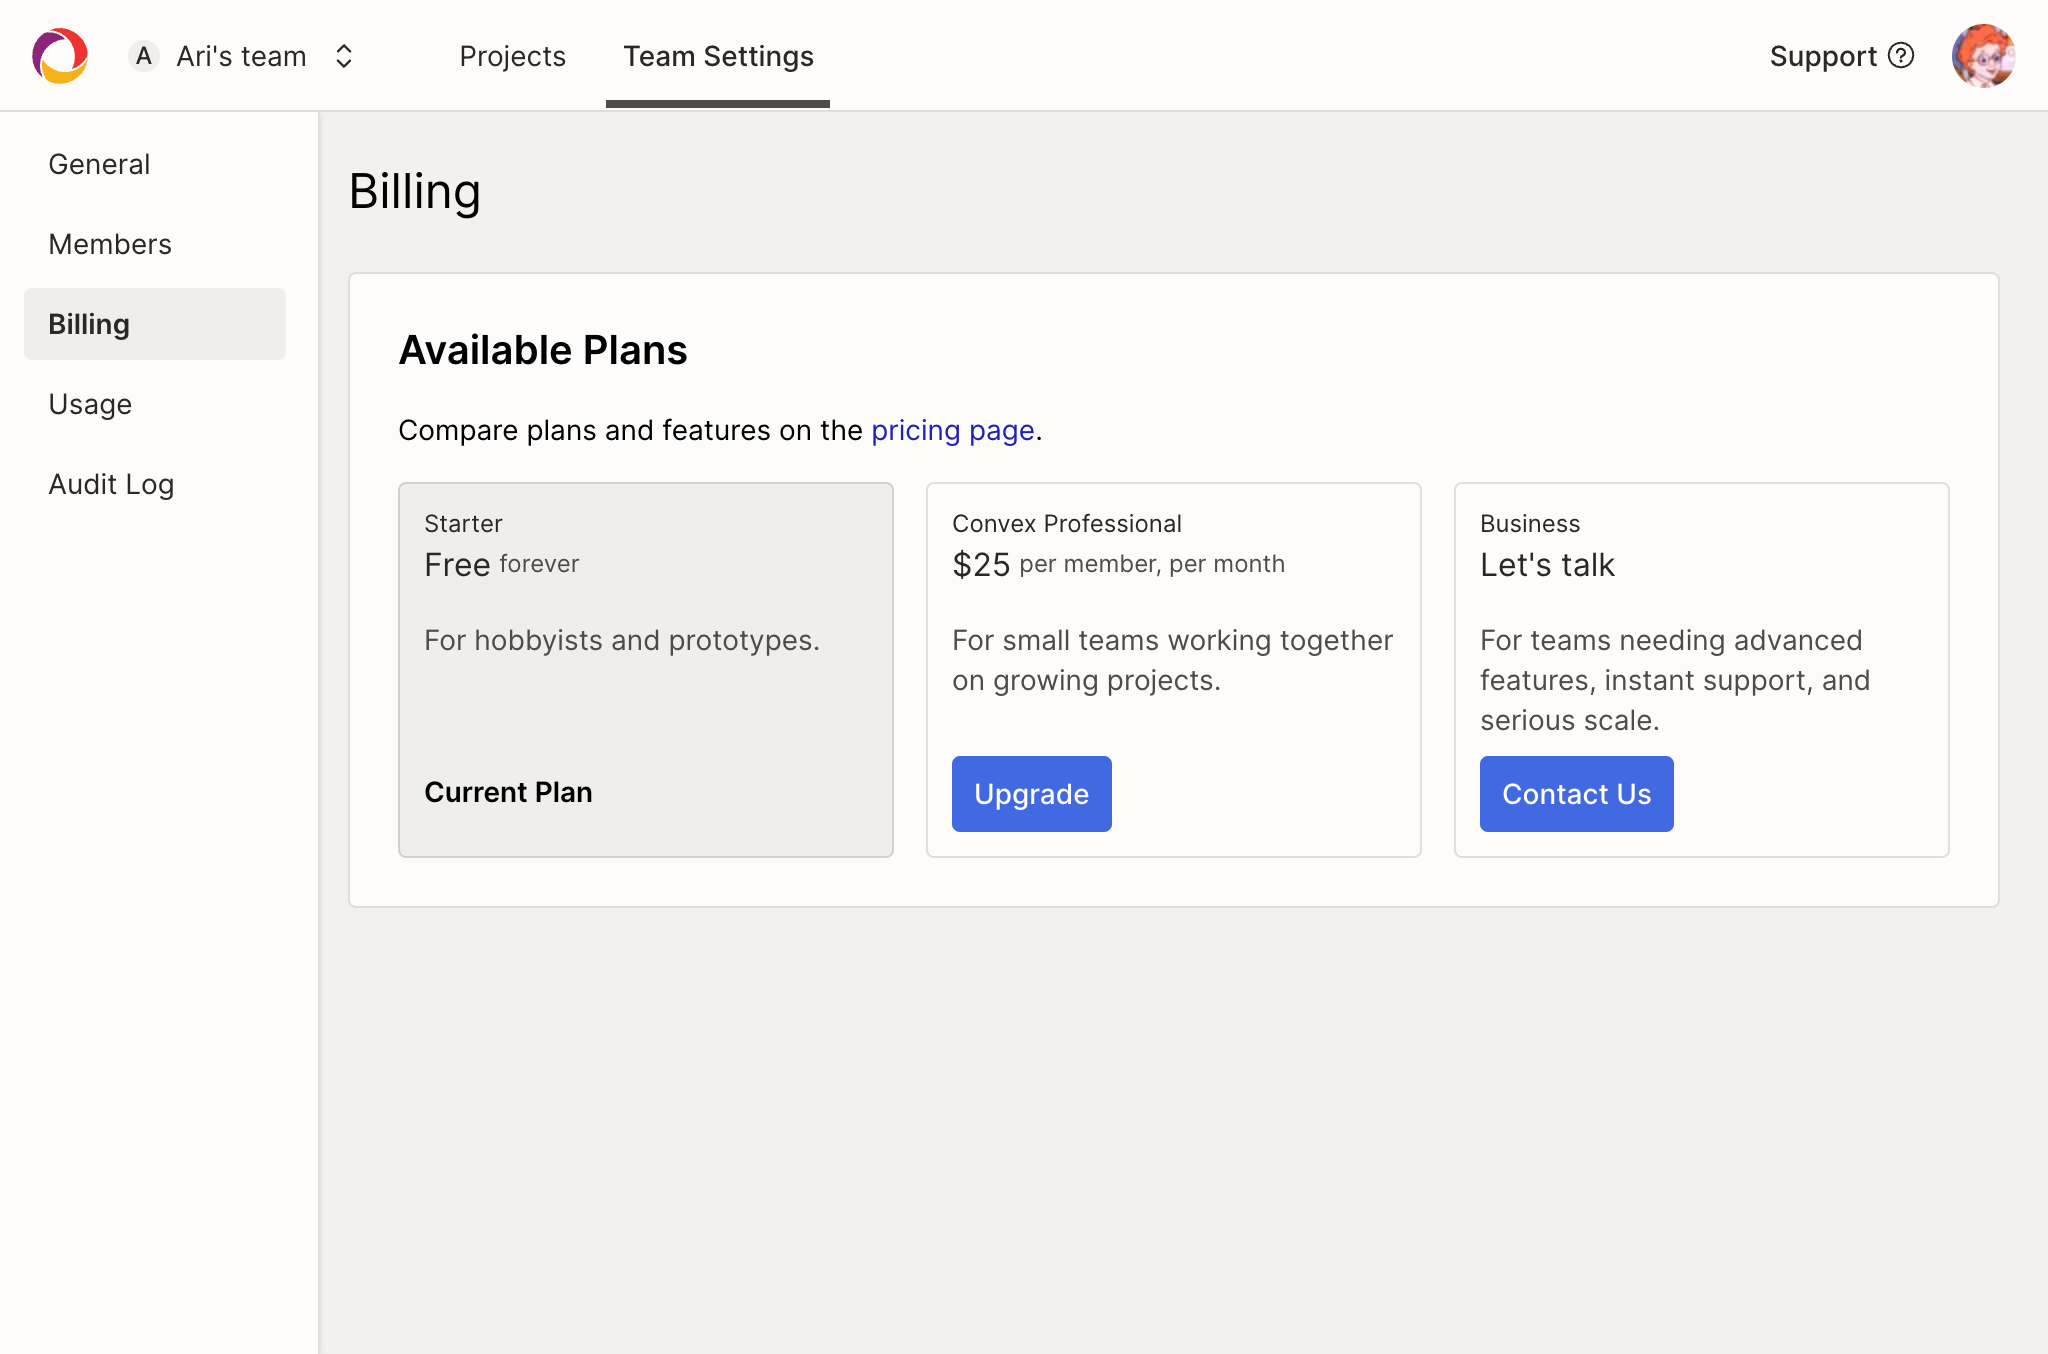 A Ari's team
Projects
Team Settings
Support ?
General
Members
Billing
Usage
Audit Log
Billing
Available Plans
Compare plans and features on the pricing page.
Starter
Free forever
For hobbyists and prototypes.
Current Plan
Convex Professional
$25 per member, per month
For small teams working together
on growing projects.
Upgrade
Business
Let's talk
For teams needing advanced
features, instant support, and
serious scale.
Contact Us